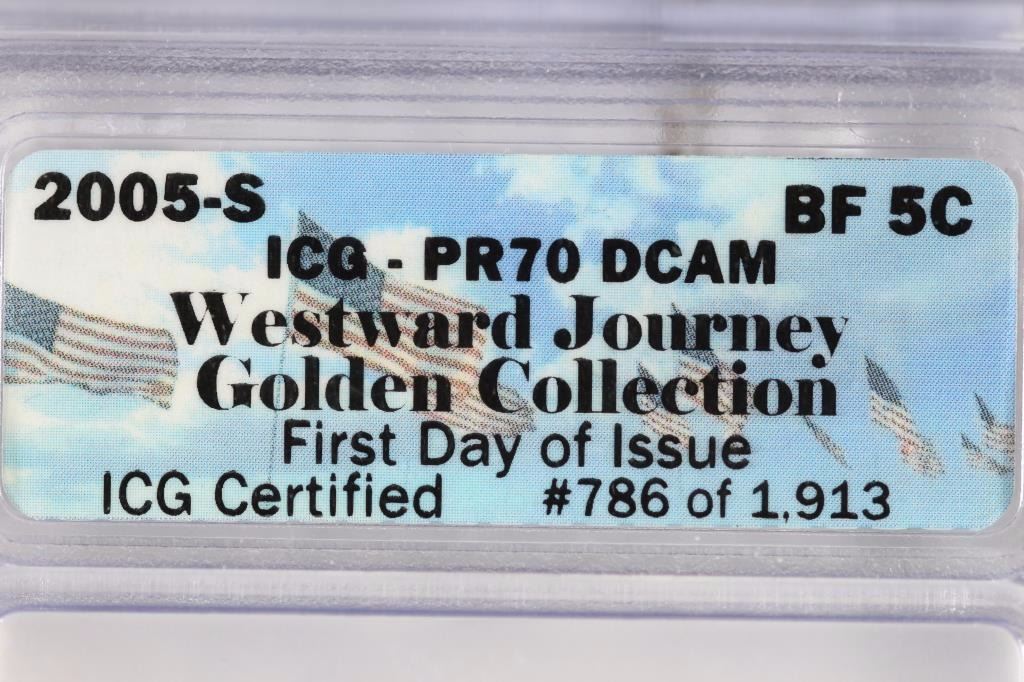 2005-S BF 5C
ICG - PR70 DCAM
Westward Journey
Golden Collection
First Day of Issue
ICG Certified #786 of 1,913